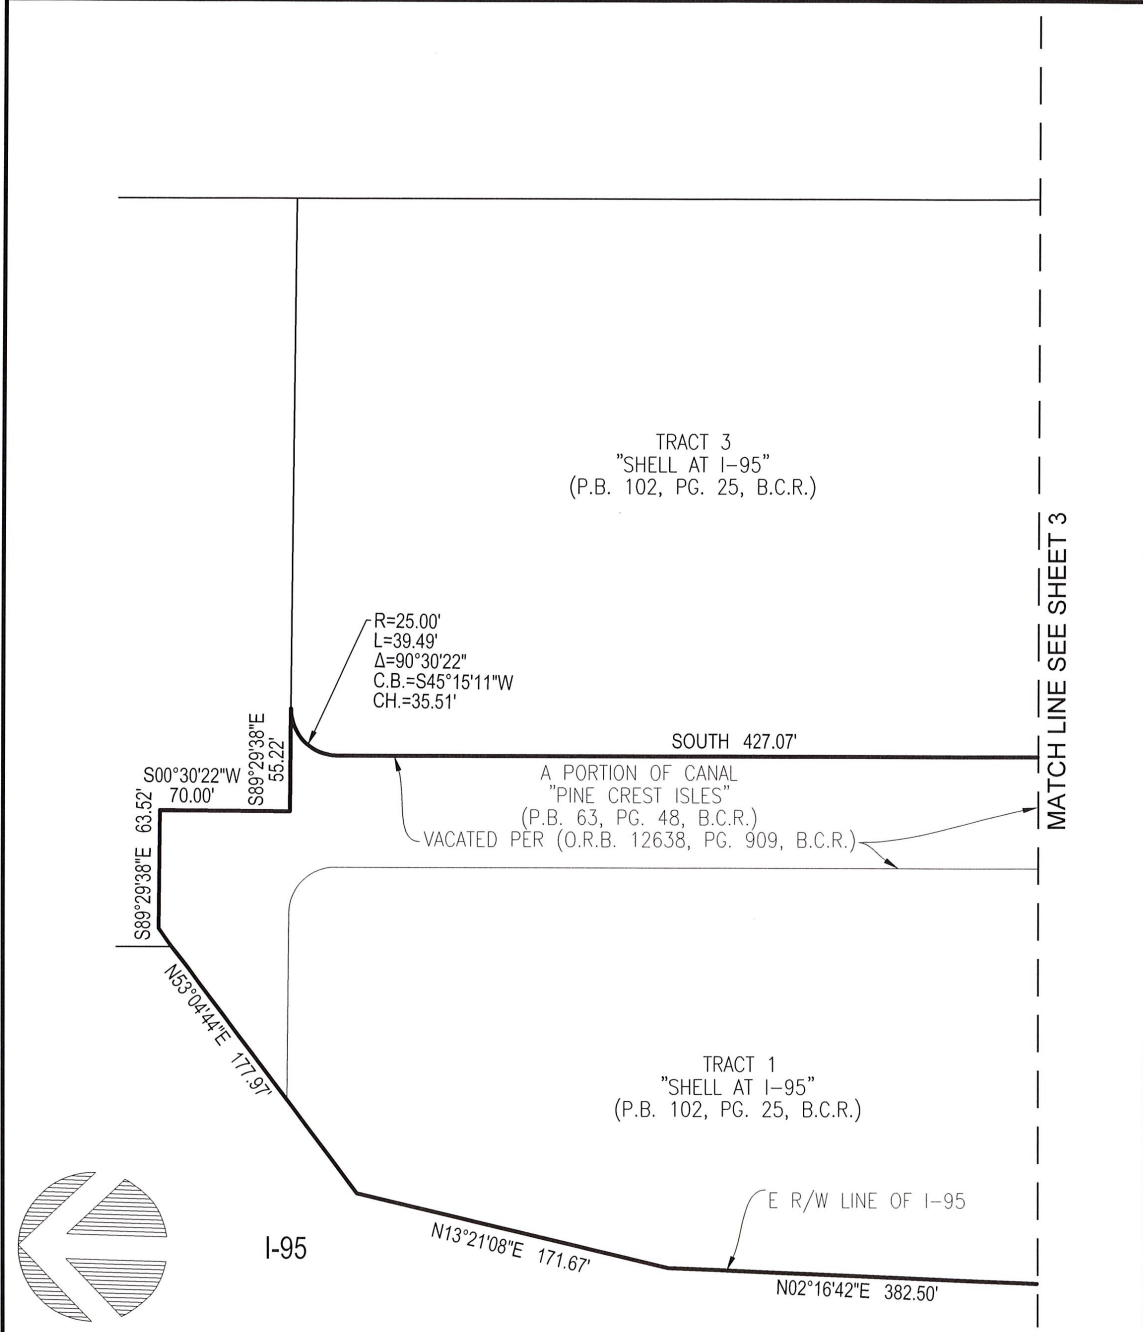 TRACT 3
"SHELL AT I-95"
(P.B. 102, PG. 25, B.C.R.)
MATCH LINE SEE SHEET 3
R=25.00'
L=39.49'
Δ=90°30'22"
C.B.=S45°15'11"W
CH.=35.51'
S89°29'38"E
55.22'
SOUTH 427.07'
S00°30'22"W
70.00'
A PORTION OF CANAL
"PINE CREST ISLES"
(P.B. 63, PG. 48, B.C.R.)
VACATED PER (O.R.B. 12638, PG. 909, B.C.R.)
S89°29'38"E 63.52'
N53°04'44"E 177.97'
TRACT 1
"SHELL AT I-95"
(P.B. 102, PG. 25, B.C.R.)
E R/W LINE OF I-95
I-95
N13°21'08"E 171.67'
N02°16'42"E 382.50'